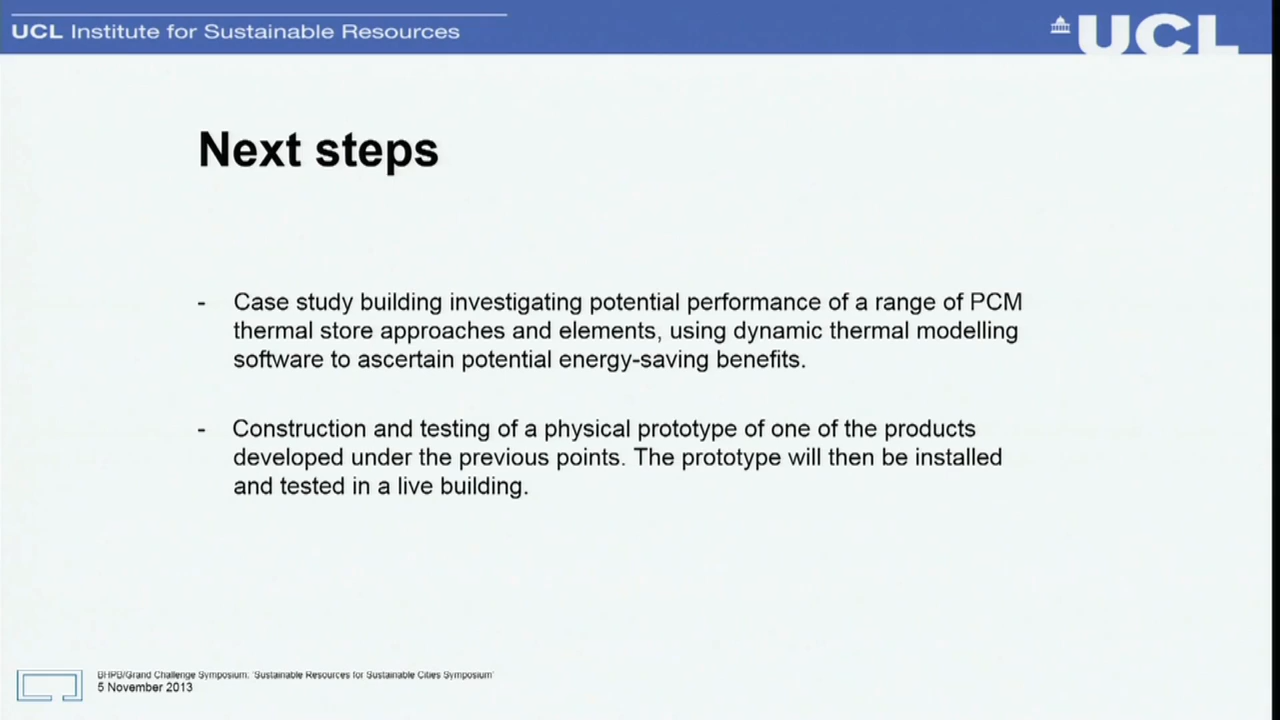 UCL Institute for Sustainable Resources
UCL
Next steps
- Case study building investigating potential performance of a range of PCM
thermal store approaches and elements, using dynamic thermal modelling
software to ascertain potential energy-saving benefits.
- Construction and testing of a physical prototype of one of the products
developed under the previous points. The prototype will then be installed
and tested in a live building.
BHPB/Grand Challenge Symposium: 'Sustainable Resources for Sustainable Cities Symposium'
5 November 2013